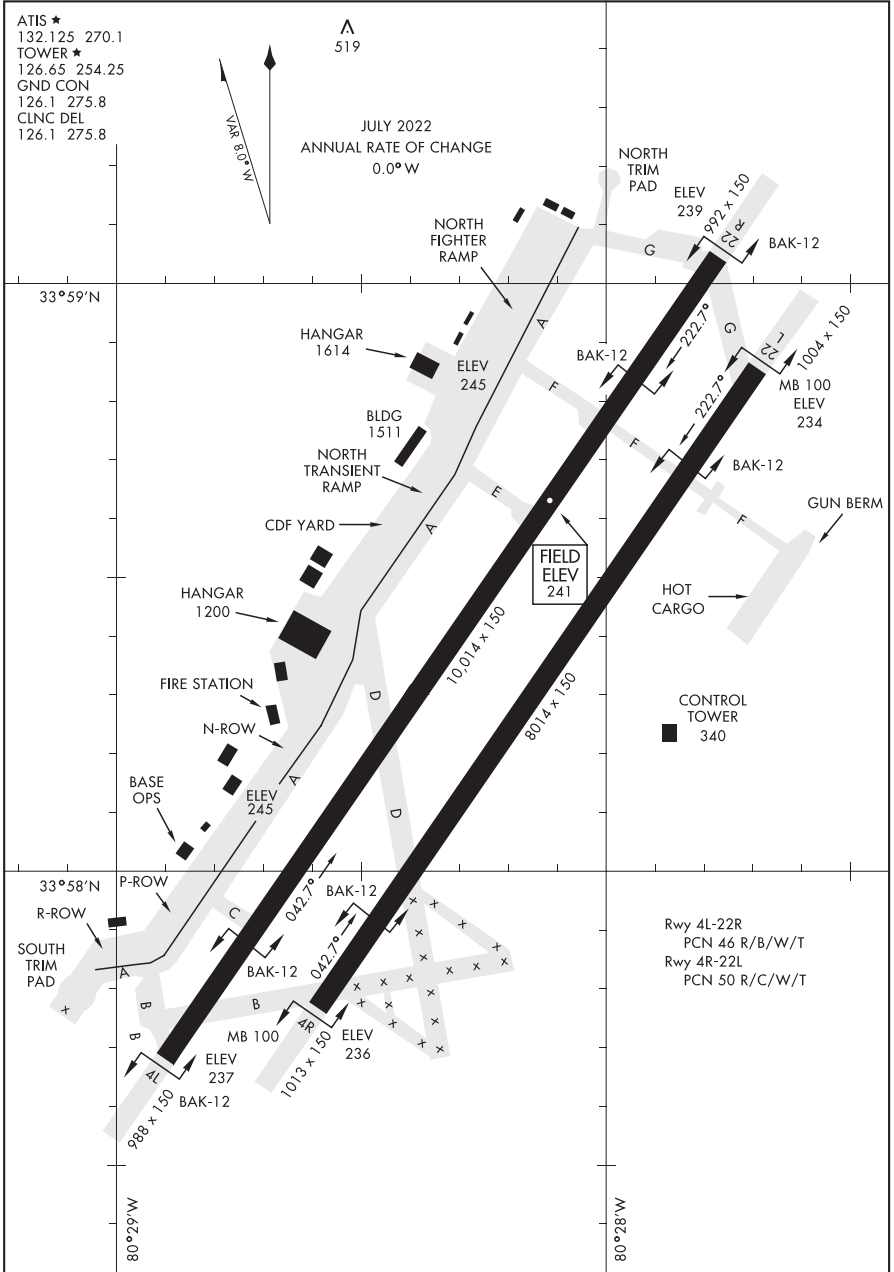 ATIS ★
132.125 270.1
TOWER ★
126.65 254.25
GND CON
126.1 275.8
CLNC DEL
126.1 275.8
519
VAR 8.0° W
JULY 2022
ANNUAL RATE OF CHANGE
0.0° W
NORTH
TRIM
PAD
ELEV
239
992 x 150
22 R
BAK-12
G
NORTH
FIGHTER
RAMP
33°59'N
A
222.7°
G
22 L
1004 x 150
HANGAR
1614
ELEV
245
BAK-12
F
222.7°
MB 100
ELEV
234
BLDG
1511
F
BAK-12
NORTH
TRANSIENT
RAMP
E
F
GUN BERM
CDF YARD
A
FIELD
ELEV
241
HOT
CARGO
HANGAR
1200
10,014 x 150
8014 x 150
FIRE STATION
D
CONTROL
TOWER
340
N-ROW
A
BASE
OPS
ELEV
245
D
33°58'N
P-ROW
R-ROW
C
042.7°
BAK-12
x x x x x x x x x x x x x x x x x x x x x x x
Rwy 4L-22R
PCN 46 R/B/W/T
Rwy 4R-22L
PCN 50 R/C/W/T
SOUTH
TRIM
PAD
A
BAK-12
042.7°
x
B
B
B
MB 100
4R
ELEV
236
1013 x 150
4L
ELEV
237
BAK-12
988 x 150
80°29'W
80°28'W